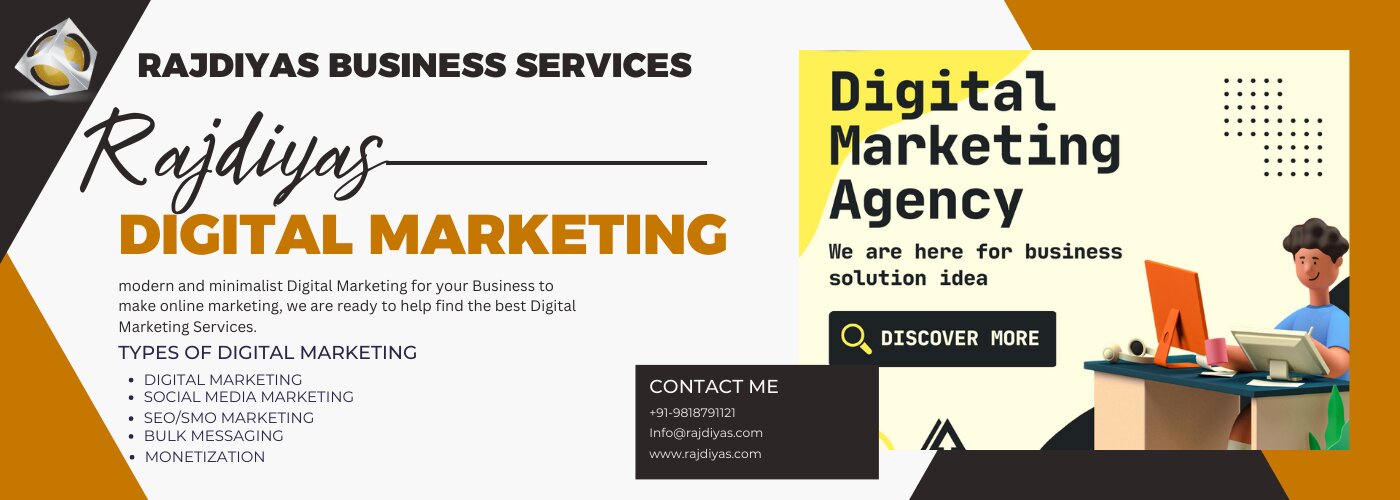 RAJDIYAS BUSINESS SERVICES
Rajdiyas
DIGITAL MARKETING
modern and minimalist Digital Marketing for your Business to
make online marketing, we are ready to help find the best Digital
Marketing Services.
TYPES OF DIGITAL MARKETING
• DIGITAL MARKETING
• SOCIAL MEDIA MARKETING
• SEO/SMO MARKETING
• BULK MESSAGING
• MONETIZATION
Digital
Marketing
Agency
We are here for business
solution idea
DISCOVER MORE
CONTACT ME
+91-9818791121
Info@rajdiyas.com
www.rajdiyas.com